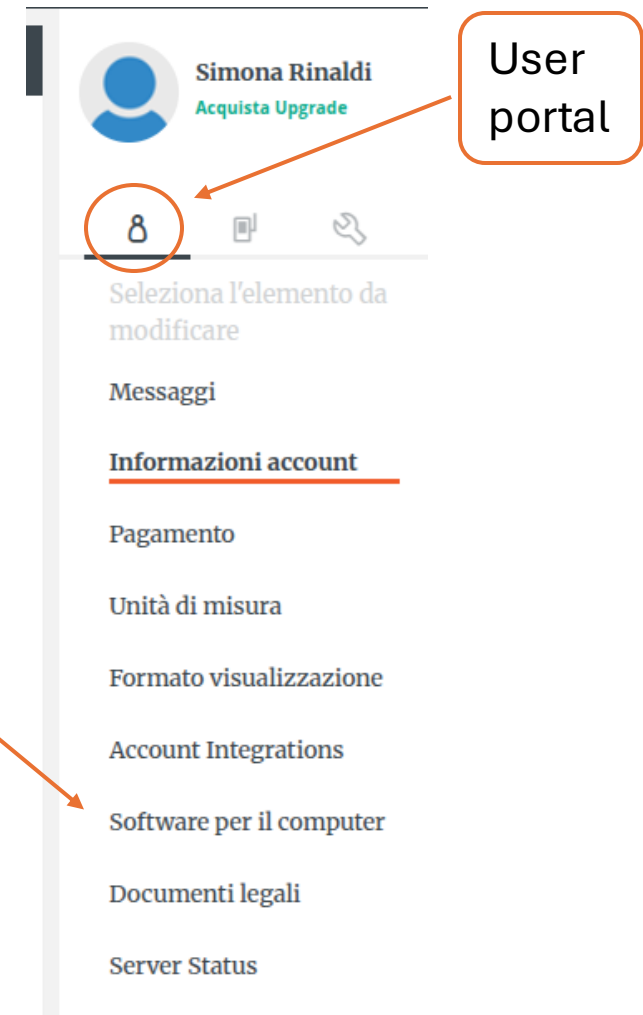 Simona Rinaldi
Acquista Upgrade
User
portal
Seleziona l'elemento da
modificare
Messaggi
Informazioni account
Pagamento
Unità di misura
Formato visualizzazione
Account Integrations
Software per il computer
Documenti legali
Server Status